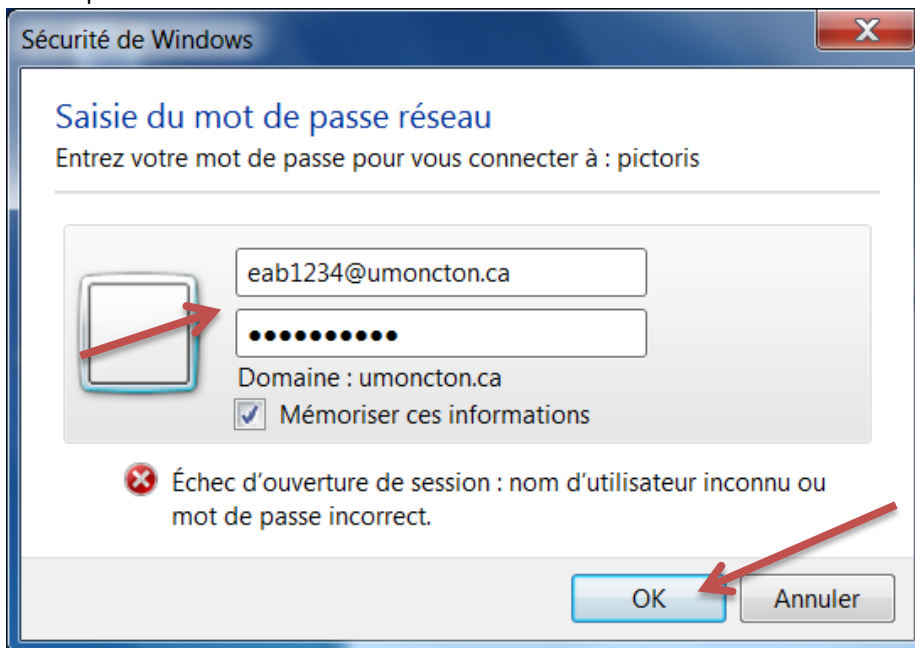 Sécurité de Windows
X
Saisie du mot de passe réseau
Entrez votre mot de passe pour vous connecter à : pictoris
eab1234@umoncton.ca
●●●●●●●●●●
Domaine : umoncton.ca
Mémoriser ces informations
Échec d’ouverture de session : nom d’utilisateur inconnu ou
mot de passe incorrect.
OK
Annuler